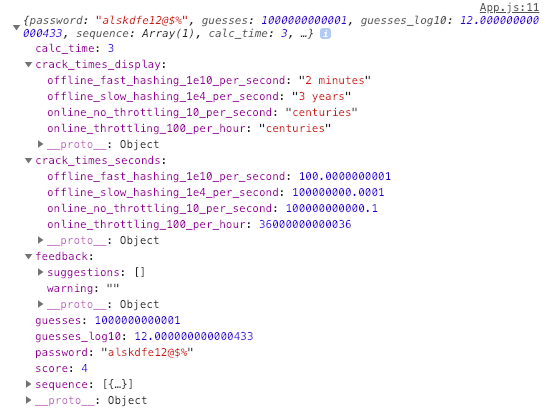 App.js:11
{password: "alskdfe12@$%", guesses: 1000000000001, guesses_log10: 12.000000000
000433, sequence: Array(1), calc_time: 3, …} i
calc_time: 3
crack_times_display:
offline_fast_hashing_1e10_per_second: "2 minutes"
offline_slow_hashing_1e4_per_second: "3 years"
online_no_throttling_10_per_second: "centuries"
online_throttling_100_per_hour: "centuries"
__proto__: Object
crack_times_seconds:
offline_fast_hashing_1e10_per_second: 100.0000000001
offline_slow_hashing_1e4_per_second: 100000000.0001
online_no_throttling_10_per_second: 100000000000.1
online_throttling_100_per_hour: 36000000000036
__proto__: Object
feedback:
suggestions: []
warning: ""
__proto__: Object
guesses: 1000000000001
guesses_log10: 12.000000000000433
password: "alskdfe12@$%"
score: 4
sequence: [{…}]
__proto__: Object